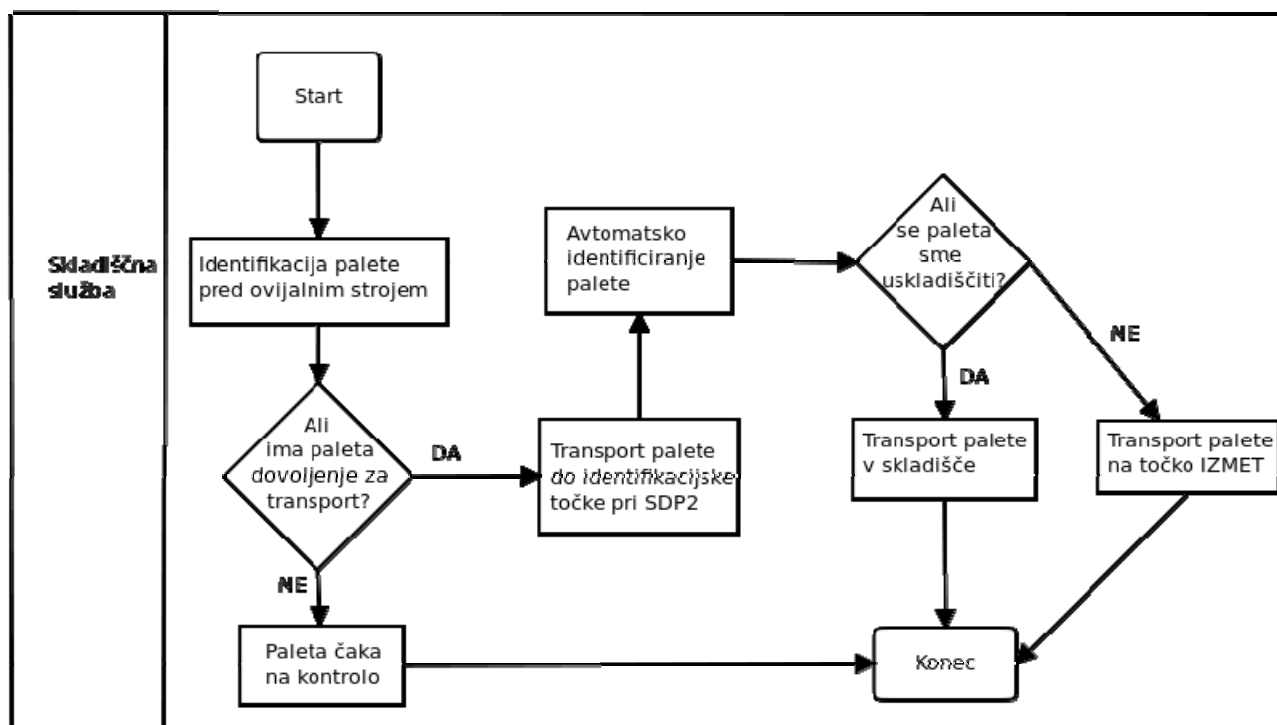 Skladiščna
služba
Start
Identifikacija palete
pred ovijalnim strojem
Ali
ima paleta
dovoljenje za
transport?
DA
NE
Paleta čaka
na kontrolo
Transport palete
do identifikacijske
točke pri SDP2
Avtomatsko
identificiranje
palete
Ali
se paleta
sme
uskladiščiti?
DA
NE
Transport palete
v skladišče
Transport palete
na točko IZMET
Konec